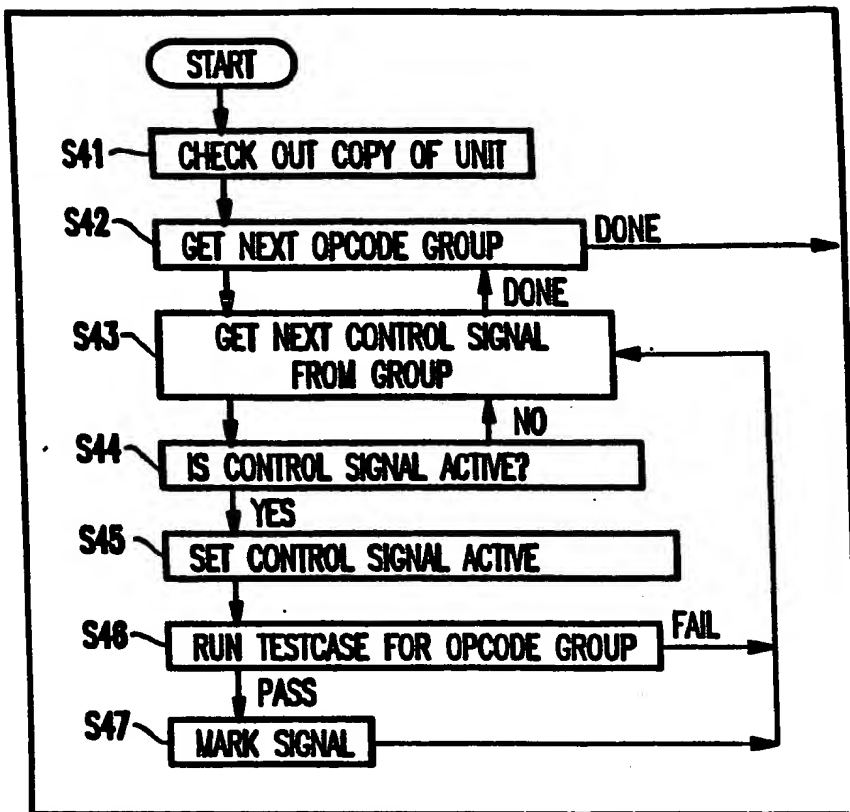 START
S41 CHECK OUT COPY OF UNIT
S42 GET NEXT OPCODE GROUP DONE
DONE
S43 GET NEXT CONTROL SIGNAL
FROM GROUP
NO
S44 IS CONTROL SIGNAL ACTIVE?
YES
S45 SET CONTROL SIGNAL ACTIVE
S46 RUN TESTCASE FOR OPCODE GROUP FAIL
PASS
S47 MARK SIGNAL